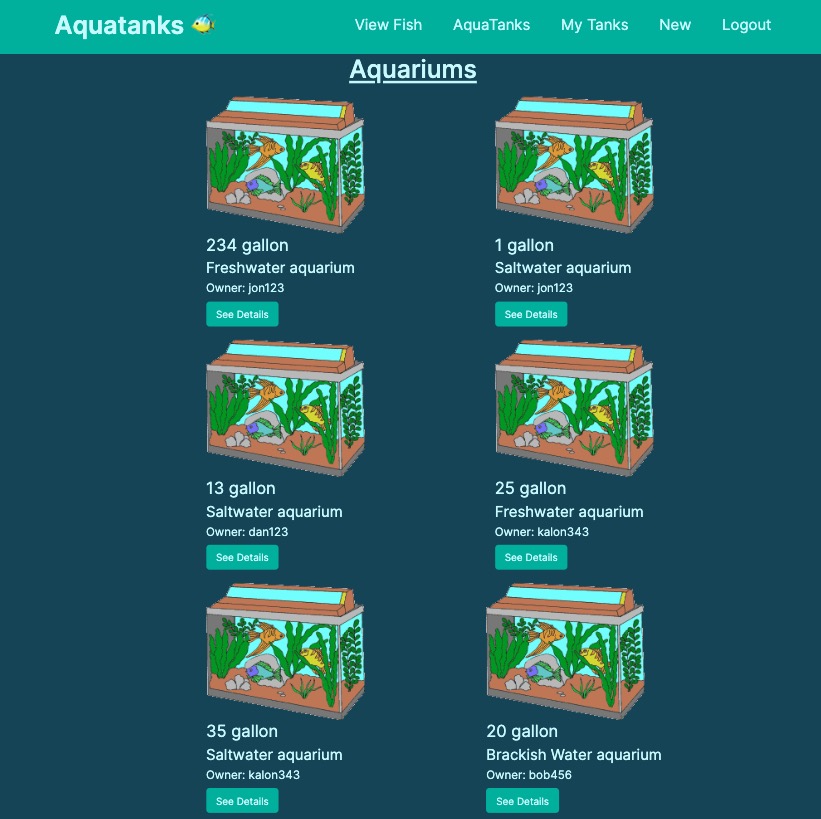 Aquatanks
View Fish
AquaTanks
My Tanks
New
Logout
Aquariums
234 gallon
Freshwater aquarium
Owner: jon123
See Details
1 gallon
Saltwater aquarium
Owner: jon123
See Details
13 gallon
Saltwater aquarium
Owner: dan123
See Details
25 gallon
Freshwater aquarium
Owner: kalon343
See Details
35 gallon
Saltwater aquarium
Owner: kalon343
See Details
20 gallon
Brackish Water aquarium
Owner: bob456
See Details